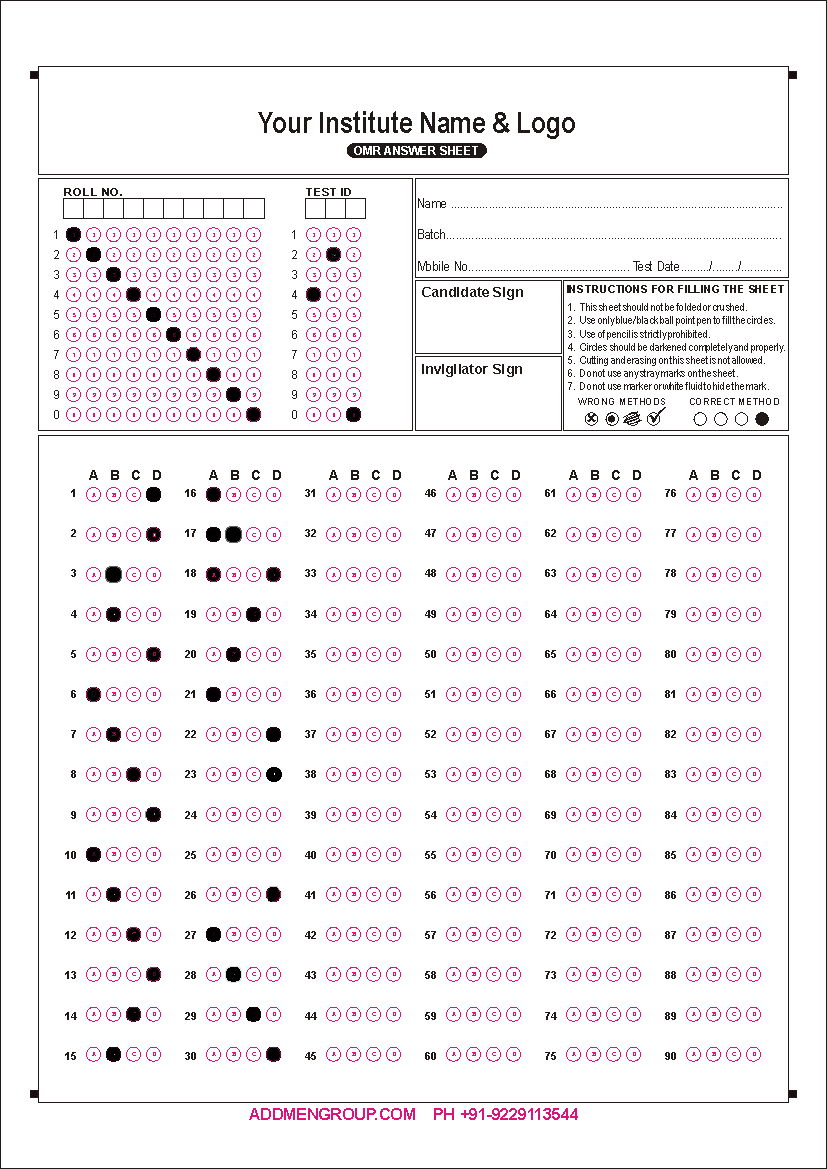 Your Institute Name & Logo
OMR ANSWER SHEET
ROLL NO.
TEST ID
1 1
2 2
3 3
4 4
5 5
6 6
7 7
8 8
9 9
0 0
Name
Batch
Mobile No. Test Date / /
Candidate Sign
Invigilator Sign
INSTRUCTIONS FOR FILLING THE SHEET
1. This sheet should not be folded or crushed.
2. Use only blue/black ball point pen to fill the circles.
3. Use of pencil is strictly prohibited.
4. Circles should be darkened completely and properly.
5. Cutting and erasing on this sheet is not allowed.
6. Do not use any stray marks on the sheet.
7. Do not use marker or white fluid to hide the mark.
WRONG METHODS CORRECT METHOD
A B C D A B C D A B C D A B C D A B C D A B C D
1 16 31 46 61 76
2 17 32 47 62 77
3 18 33 48 63 78
4 19 34 49 64 79
5 20 35 50 65 80
6 21 36 51 66 81
7 22 37 52 67 82
8 23 38 53 68 83
9 24 39 54 69 84
10 25 40 55 70 85
11 26 41 56 71 86
12 27 42 57 72 87
13 28 43 58 73 88
14 29 44 59 74 89
15 30 45 60 75 90
ADDMENGROUP.COM PH +91-9229113544